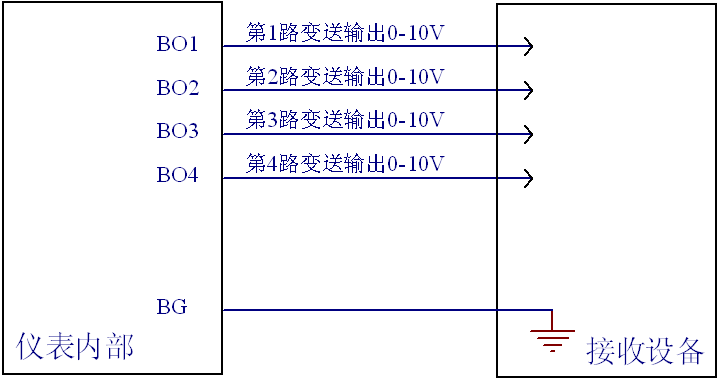 BO1 第1路变送输出0-10V
BO2 第2路变送输出0-10V
BO3 第3路变送输出0-10V
BO4 第4路变送输出0-10V
BG
仪表内部 接收设备